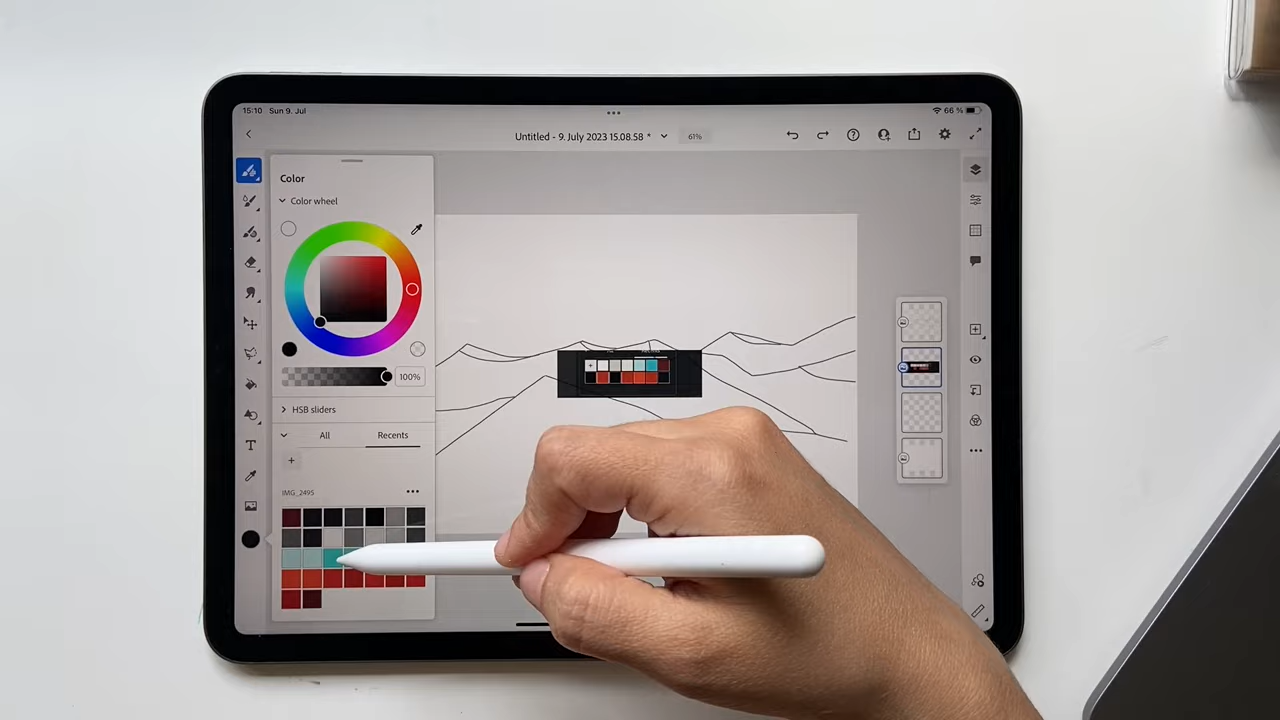 15:10 Sun 9. Jul
66 %
Untitled - 9. July 2023 15.08.58 *
61%
Color
Color wheel
100%
HSB sliders
All
Recents
IMG_2495
T